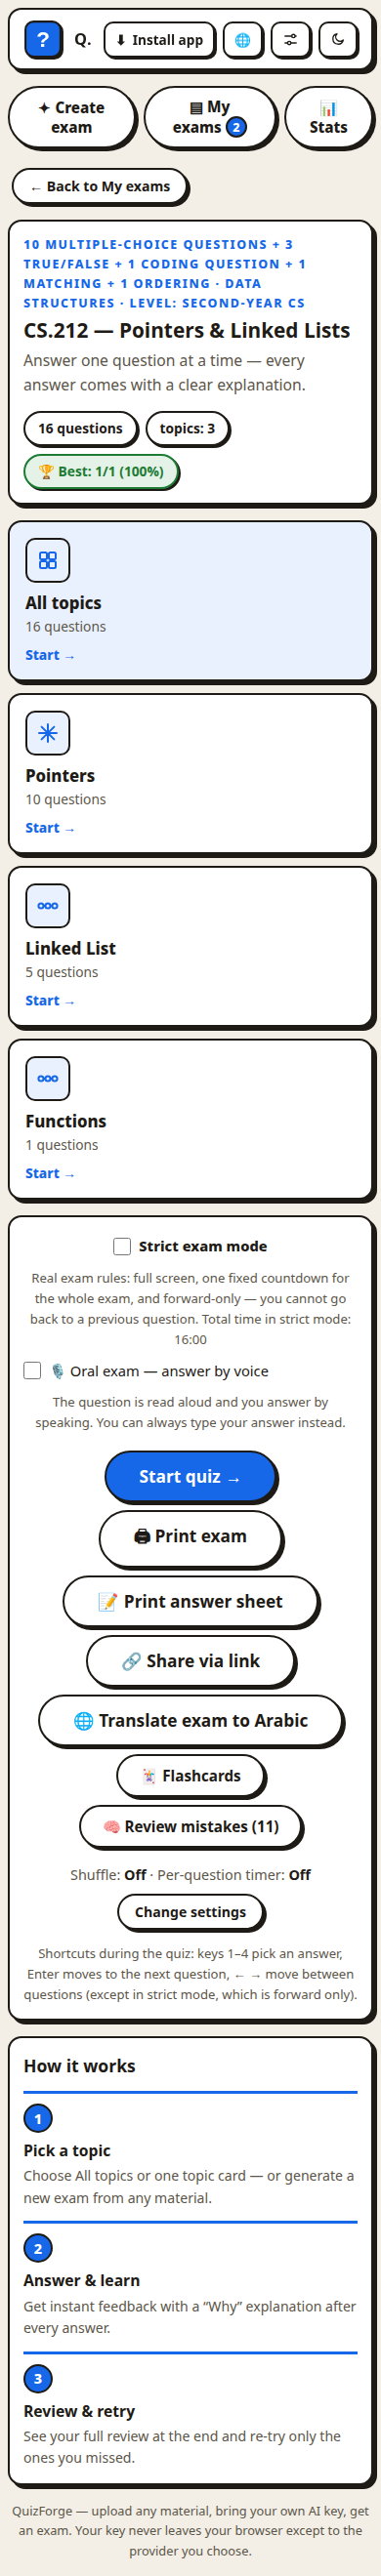 ? Q. ⬇ Install app 🌐
✦ Create exam
▤ My exams 2
📊 Stats
← Back to My exams
10 MULTIPLE-CHOICE QUESTIONS + 3
TRUE/FALSE + 1 CODING QUESTION + 1
MATCHING + 1 ORDERING · DATA
STRUCTURES · LEVEL: SECOND-YEAR CS
CS.212 — Pointers & Linked Lists
Answer one question at a time — every
answer comes with a clear explanation.
16 questions topics: 3
🏆 Best: 1/1 (100%)
All topics
16 questions
Start →
Pointers
10 questions
Start →
Linked List
5 questions
Start →
Functions
1 questions
Start →
Strict exam mode
Real exam rules: full screen, one fixed countdown for
the whole exam, and forward-only — you cannot go
back to a previous question. Total time in strict mode:
16:00
🎙️ Oral exam — answer by voice
The question is read aloud and you answer by
speaking. You can always type your answer instead.
Start quiz →
🖨 Print exam
📝 Print answer sheet
🔗 Share via link
🌐 Translate exam to Arabic
🃏 Flashcards
🧠 Review mistakes (11)
Shuffle: Off · Per-question timer: Off
Change settings
Shortcuts during the quiz: keys 1–4 pick an answer,
Enter moves to the next question, ← → move between
questions (except in strict mode, which is forward only).
How it works
1
Pick a topic
Choose All topics or one topic card — or generate a
new exam from any material.
2
Answer & learn
Get instant feedback with a “Why” explanation after
every answer.
3
Review & retry
See your full review at the end and re-try only the
ones you missed.
QuizForge — upload any material, bring your own AI key, get
an exam. Your key never leaves your browser except to the
provider you choose.